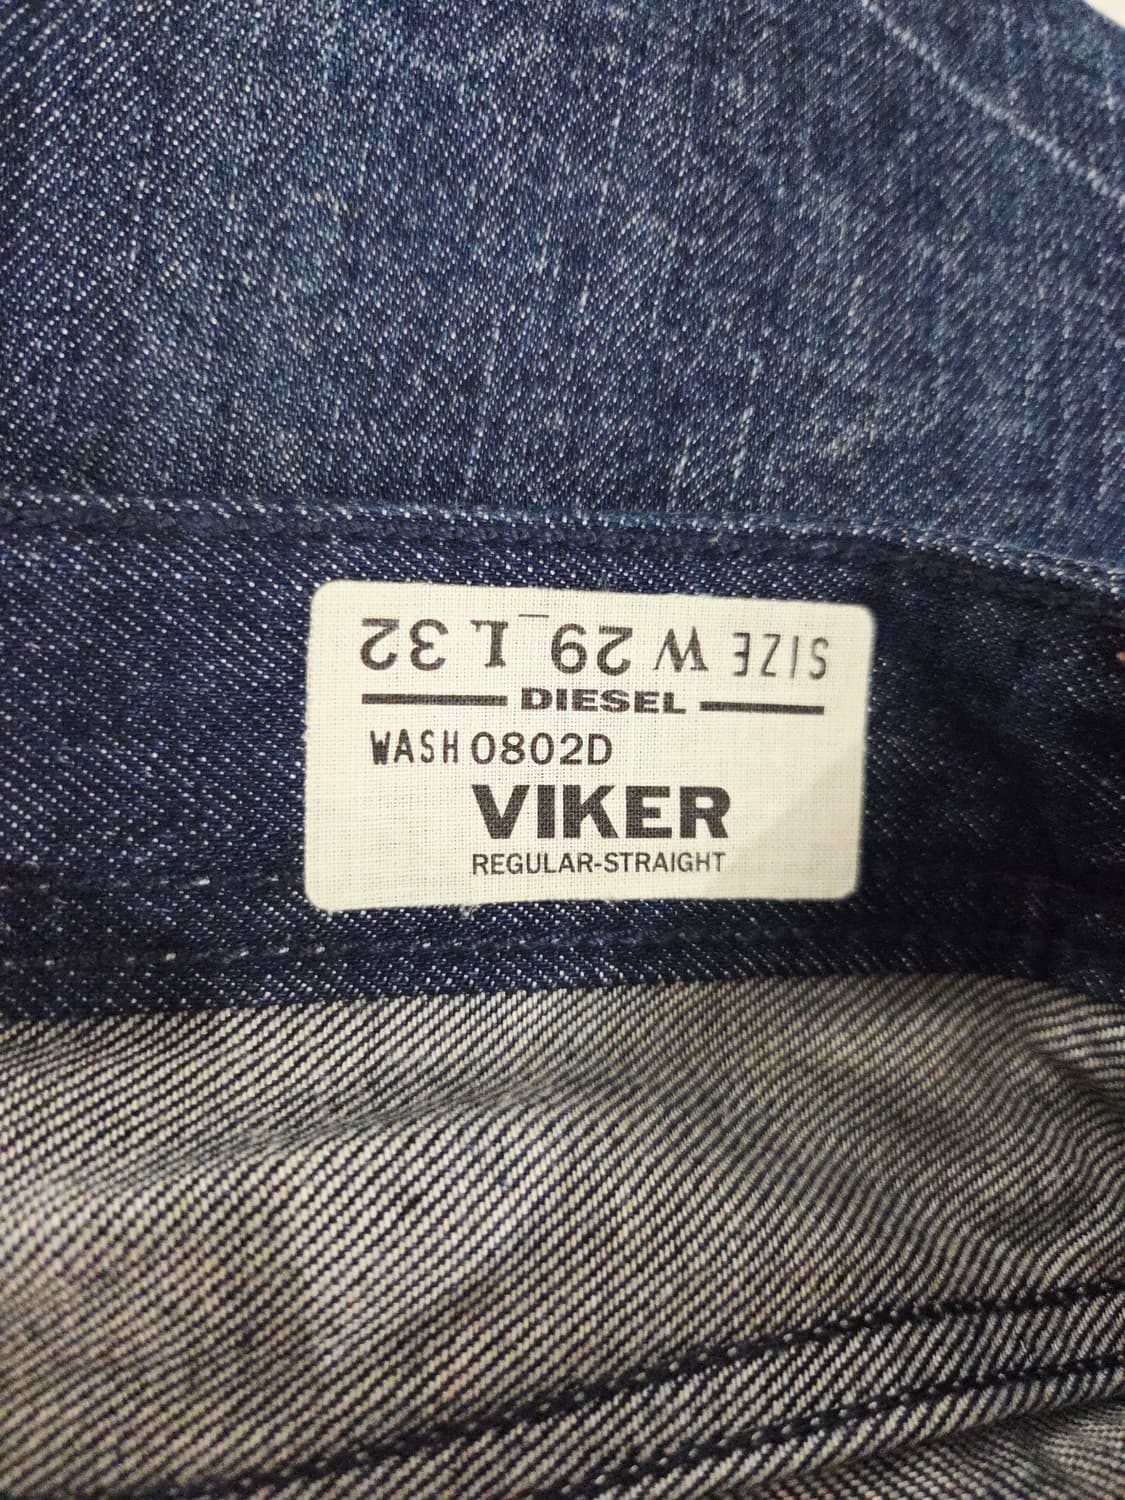 SIZE W 29 L 32
DIESEL
WASH 0802D
VIKER
REGULAR-STRAIGHT